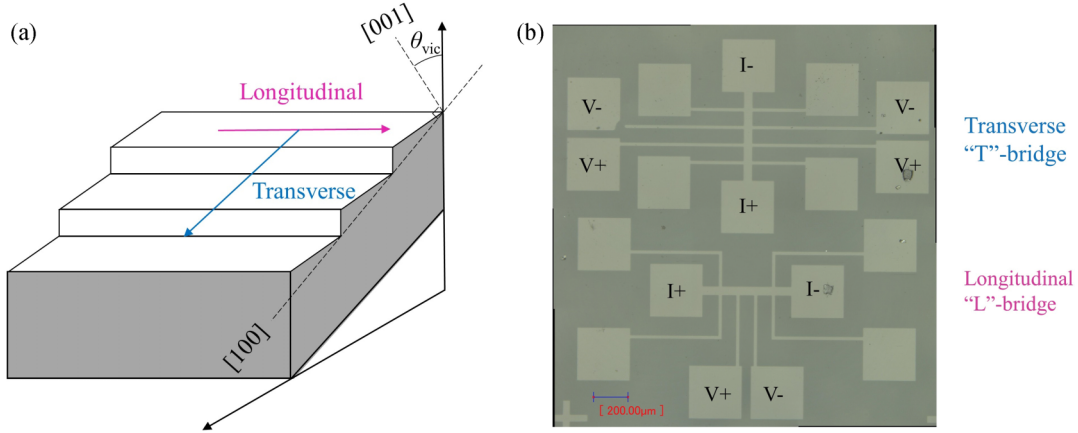 (a)
[001]
θvic
Longitudinal
Transverse
[100]
(b)
I-
V-
V-
V+
V+
I+
I+
I-
V+
V-
[ 200.00μm ]
Transverse
“T”-bridge
Longitudinal
“L”-bridge